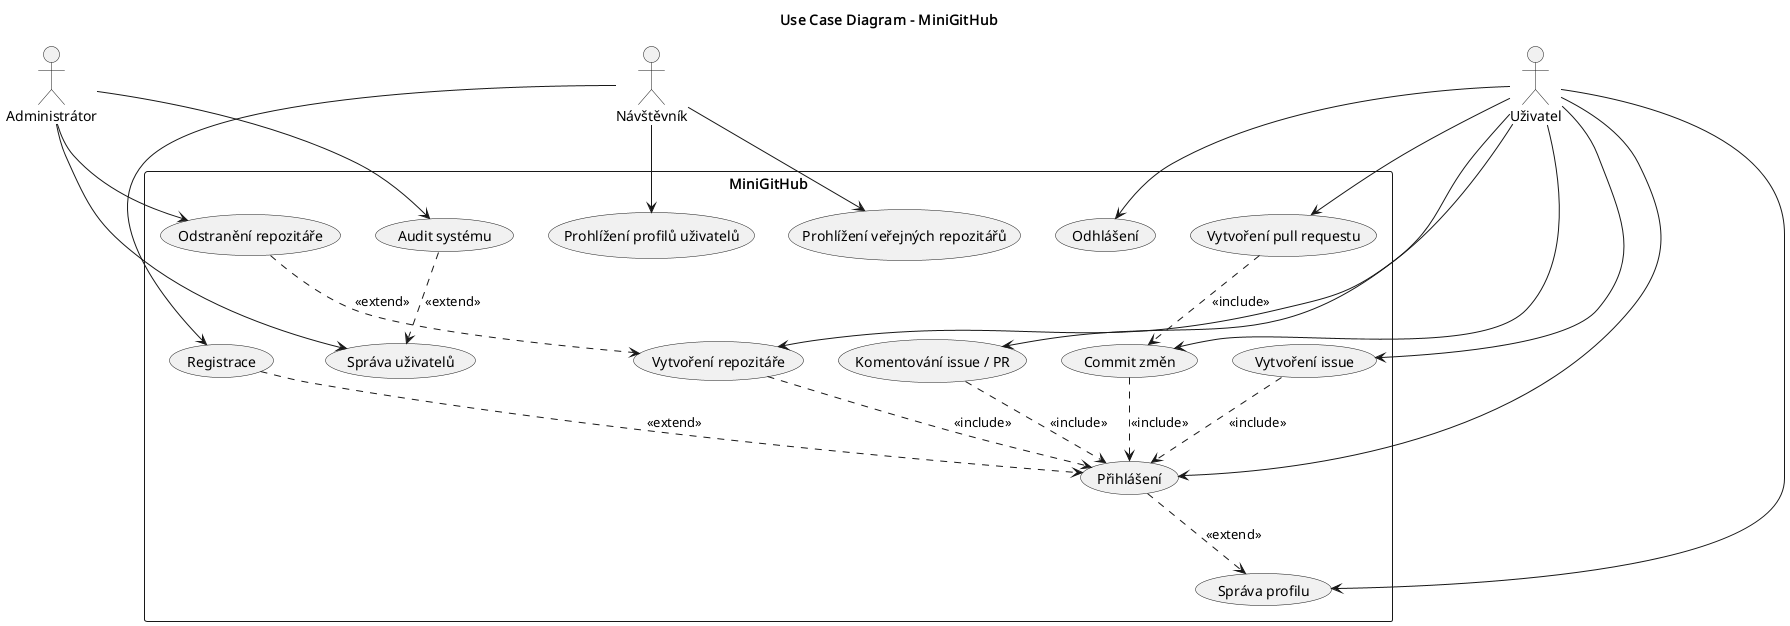 Use Case Diagram - MiniGitHub
Administrátor
Návštěvník
Uživatel
MiniGitHub
Odstranění repozitáře
Audit systému
Prohlížení profilů uživatelů
Prohlížení veřejných repozitářů
Odhlášení
Vytvoření pull requestu
«extend»
«extend»
«include»
Registrace
Správa uživatelů
Vytvoření repozitáře
Komentování issue / PR
Commit změn
Vytvoření issue
«extend»
«include»
«include»
«include»
«include»
Přihlášení
«extend»
Správa profilu